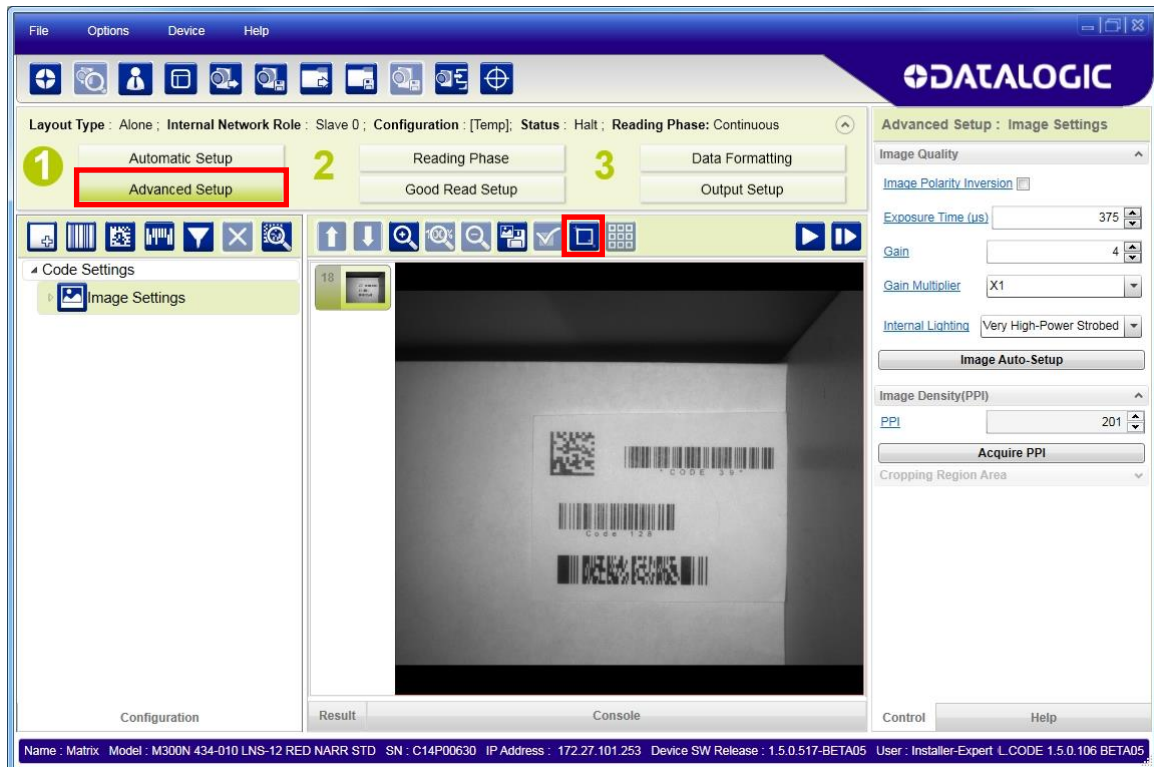 File Options Device Help
DATALOGIC
Layout Type : Alone ; Internal Network Role : Slave 0 ; Configuration : [Temp]; Status : Halt ; Reading Phase: Continuous
1 Automatic Setup
Advanced Setup
2 Reading Phase
Good Read Setup
3 Data Formatting
Output Setup
Code Settings
Image Settings
100%
18
* CODE 39 *
Code 128
Result Console
Configuration
Advanced Setup : Image Settings
Image Quality
Image Polarity Inversion
Exposure Time (µs) 375
Gain 4
Gain Multiplier X1
Internal Lighting Very High-Power Strobed
Image Auto-Setup
Image Density(PPI)
PPI 201
Acquire PPI
Cropping Region Area
Control Help
Name : Matrix Model : M300N 434-010 LNS-12 RED NARR STD SN : C14P00630 IP Address : 172.27.101.253 Device SW Release : 1.5.0.517-BETA05 User : Installer-Expert L.CODE 1.5.0.106 BETA05